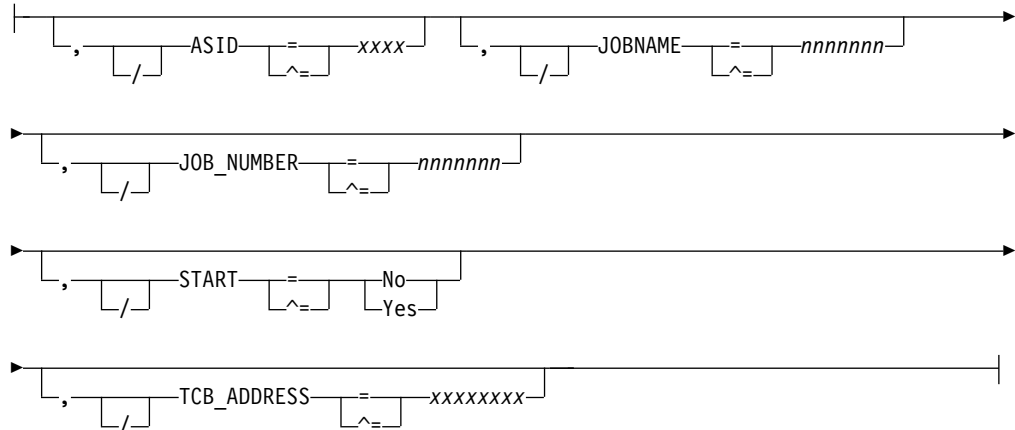 , / ASID = ^= xxxx , / JOBNAME = ^= nnnnnnn
, / JOB_NUMBER = ^= nnnnnnn
, / START = ^= No Yes
, / TCB_ADDRESS = ^= xxxxxxxx